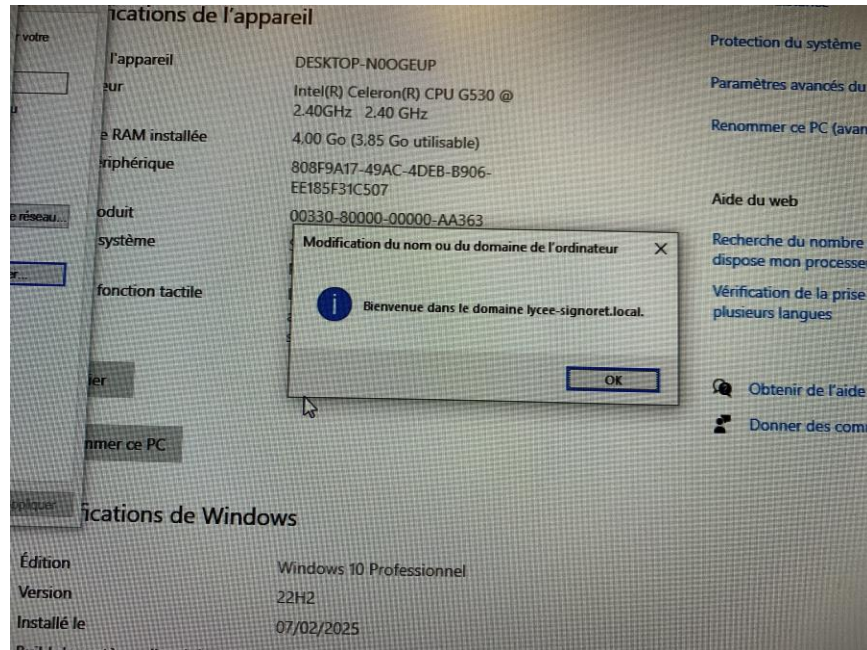 ications de l'appareil
r votre
l'appareil
DESKTOP-N0OGEUP
eur
Intel(R) Celeron(R) CPU G530 @
2.40GHz 2.40 GHz
e RAM installée
4,00 Go (3,85 Go utilisable)
riphérique
808F9A17-49AC-4DEB-B906-
EE185F31C507
e réseau...
oduit
00330-80000-00000-AA363
système
fonction tactile
Modification du nom ou du domaine de l'ordinateur
Bienvenue dans le domaine lycee-signoret.local.
OK
ier
mmer ce PC
ppliquer
ications de Windows
Édition
Windows 10 Professionnel
Version
22H2
Installé le
07/02/2025
Protection du système
Paramètres avancés du
Renommer ce PC (avan
Aide du web
Recherche du nombre
dispose mon processe
Vérification de la prise
plusieurs langues
Obtenir de l'aide
Donner des com